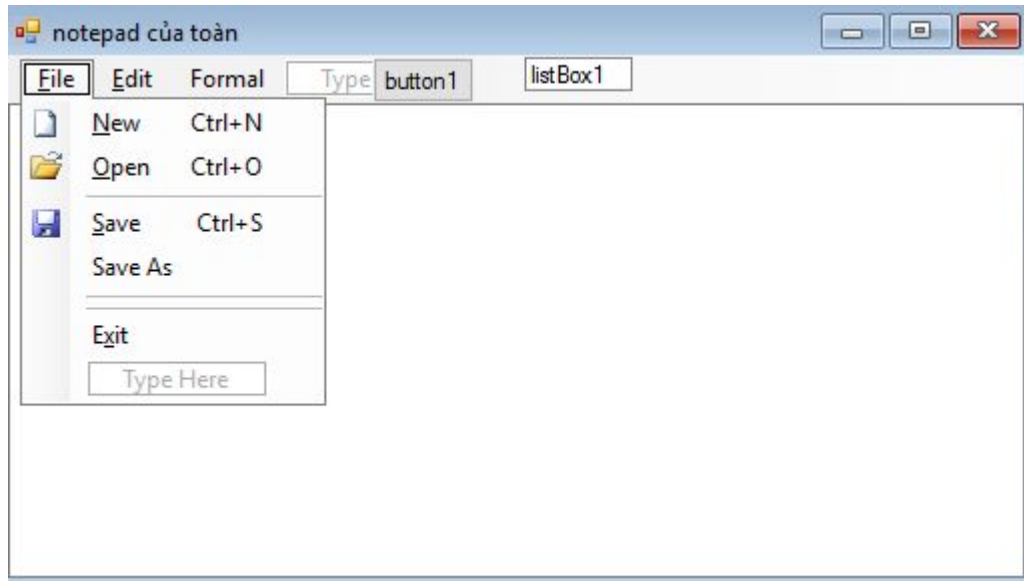 notepad của toàn
File Edit Formal Type button1 listBox1
New Ctrl+N
Open Ctrl+O
Save Ctrl+S
Save As
Exit
Type Here